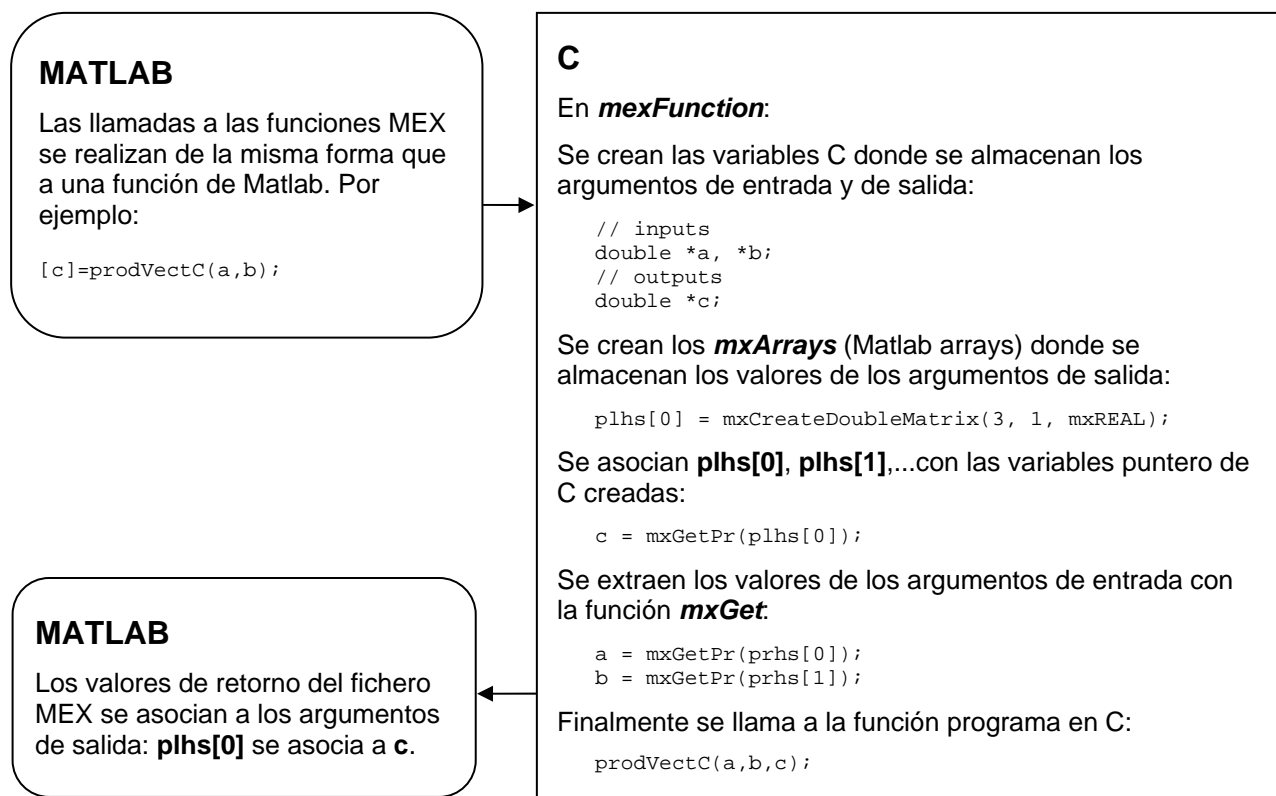 MATLAB
Las llamadas a las funciones MEX
se realizan de la misma forma que
a una función de Matlab. Por
ejemplo:
[c]=prodVectC(a,b);
C
En mexFunction:
Se crean las variables C donde se almacenan los
argumentos de entrada y de salida:
// inputs
double *a, *b;
// outputs
double *c;
Se crean los mxArrays (Matlab arrays) donde se
almacenan los valores de los argumentos de salida:
plhs[0] = mxCreateDoubleMatrix(3, 1, mxREAL);
Se asocian plhs[0], plhs[1],...con las variables puntero de
C creadas:
c = mxGetPr(plhs[0]);
Se extraen los valores de los argumentos de entrada con
la función mxGet:
a = mxGetPr(prhs[0]);
b = mxGetPr(prhs[1]);
Finalmente se llama a la función programa en C:
prodVectC(a,b,c);
MATLAB
Los valores de retorno del fichero
MEX se asocian a los argumentos
de salida: plhs[0] se asocia a c.